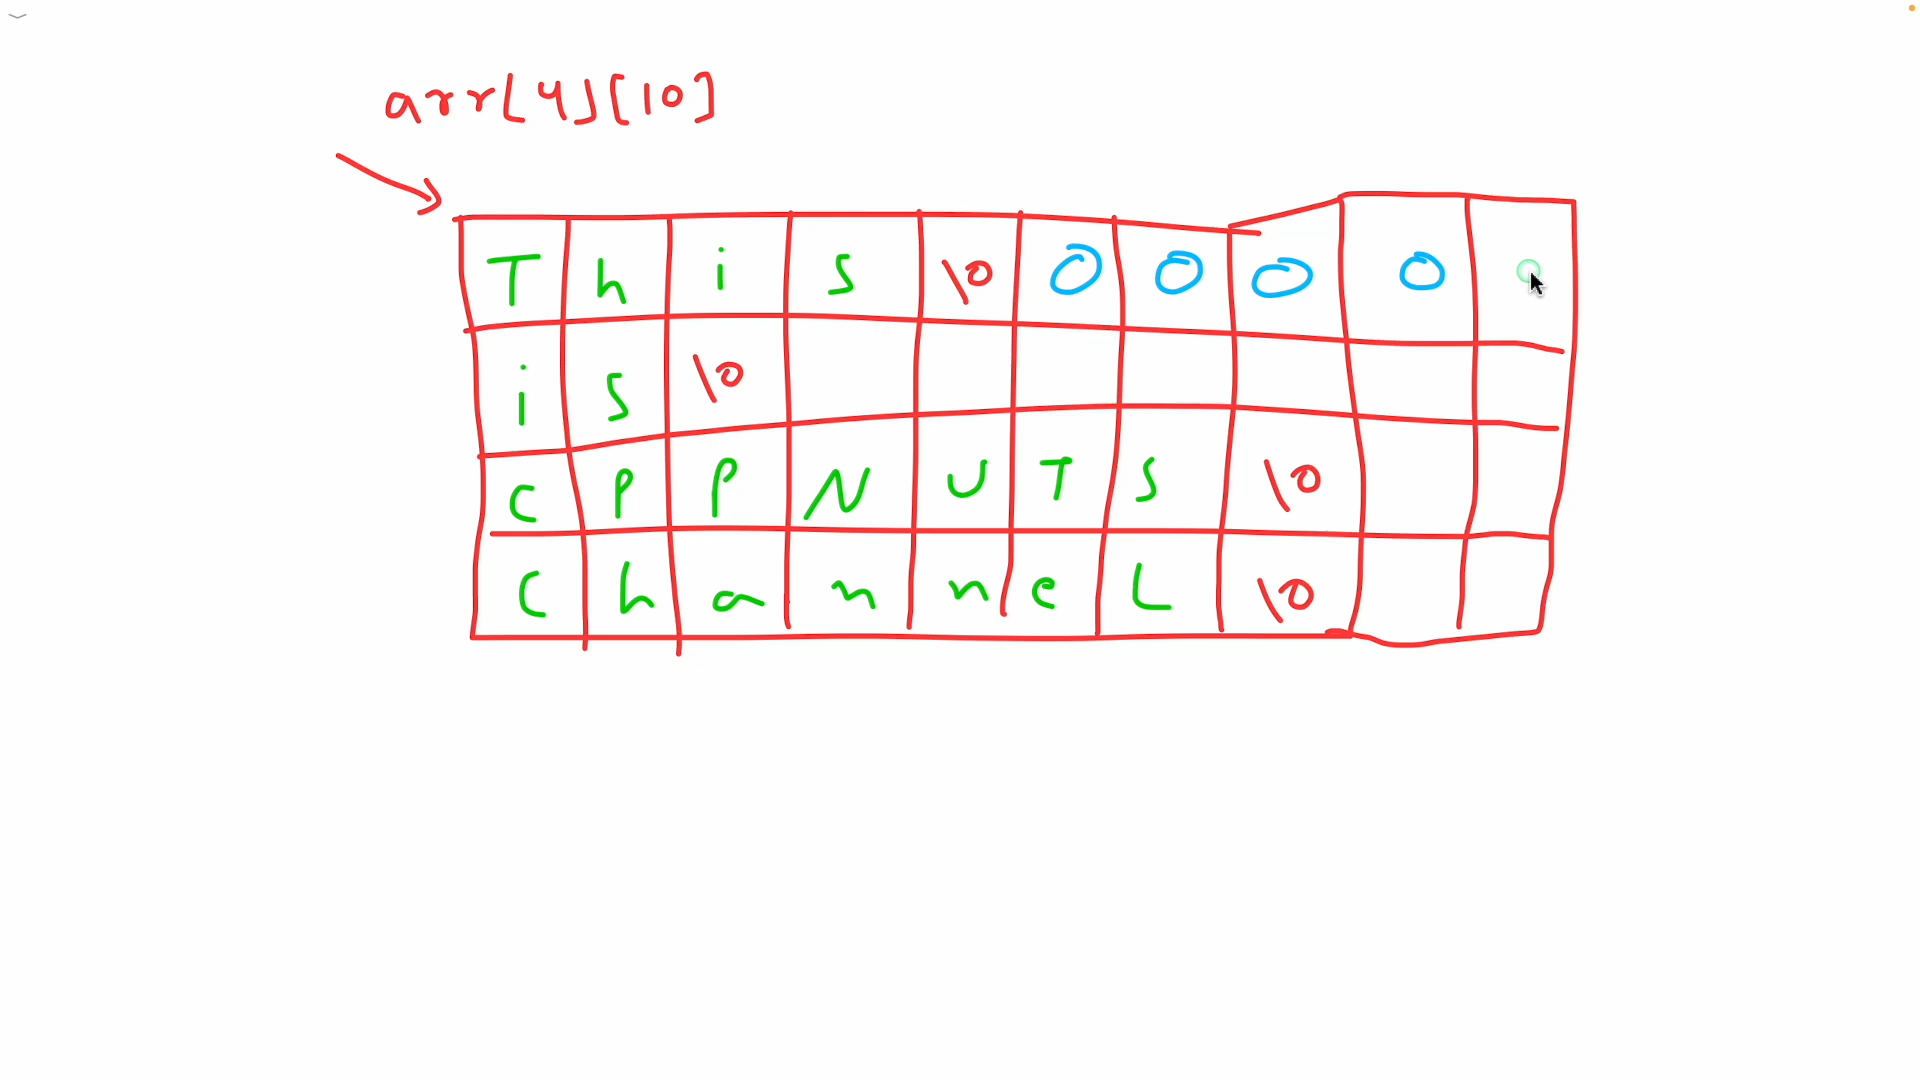 arr[4][10]
T h i s \0 0 0 0 0
i s \0
C P P N U T S \0
C h a n n e L \0